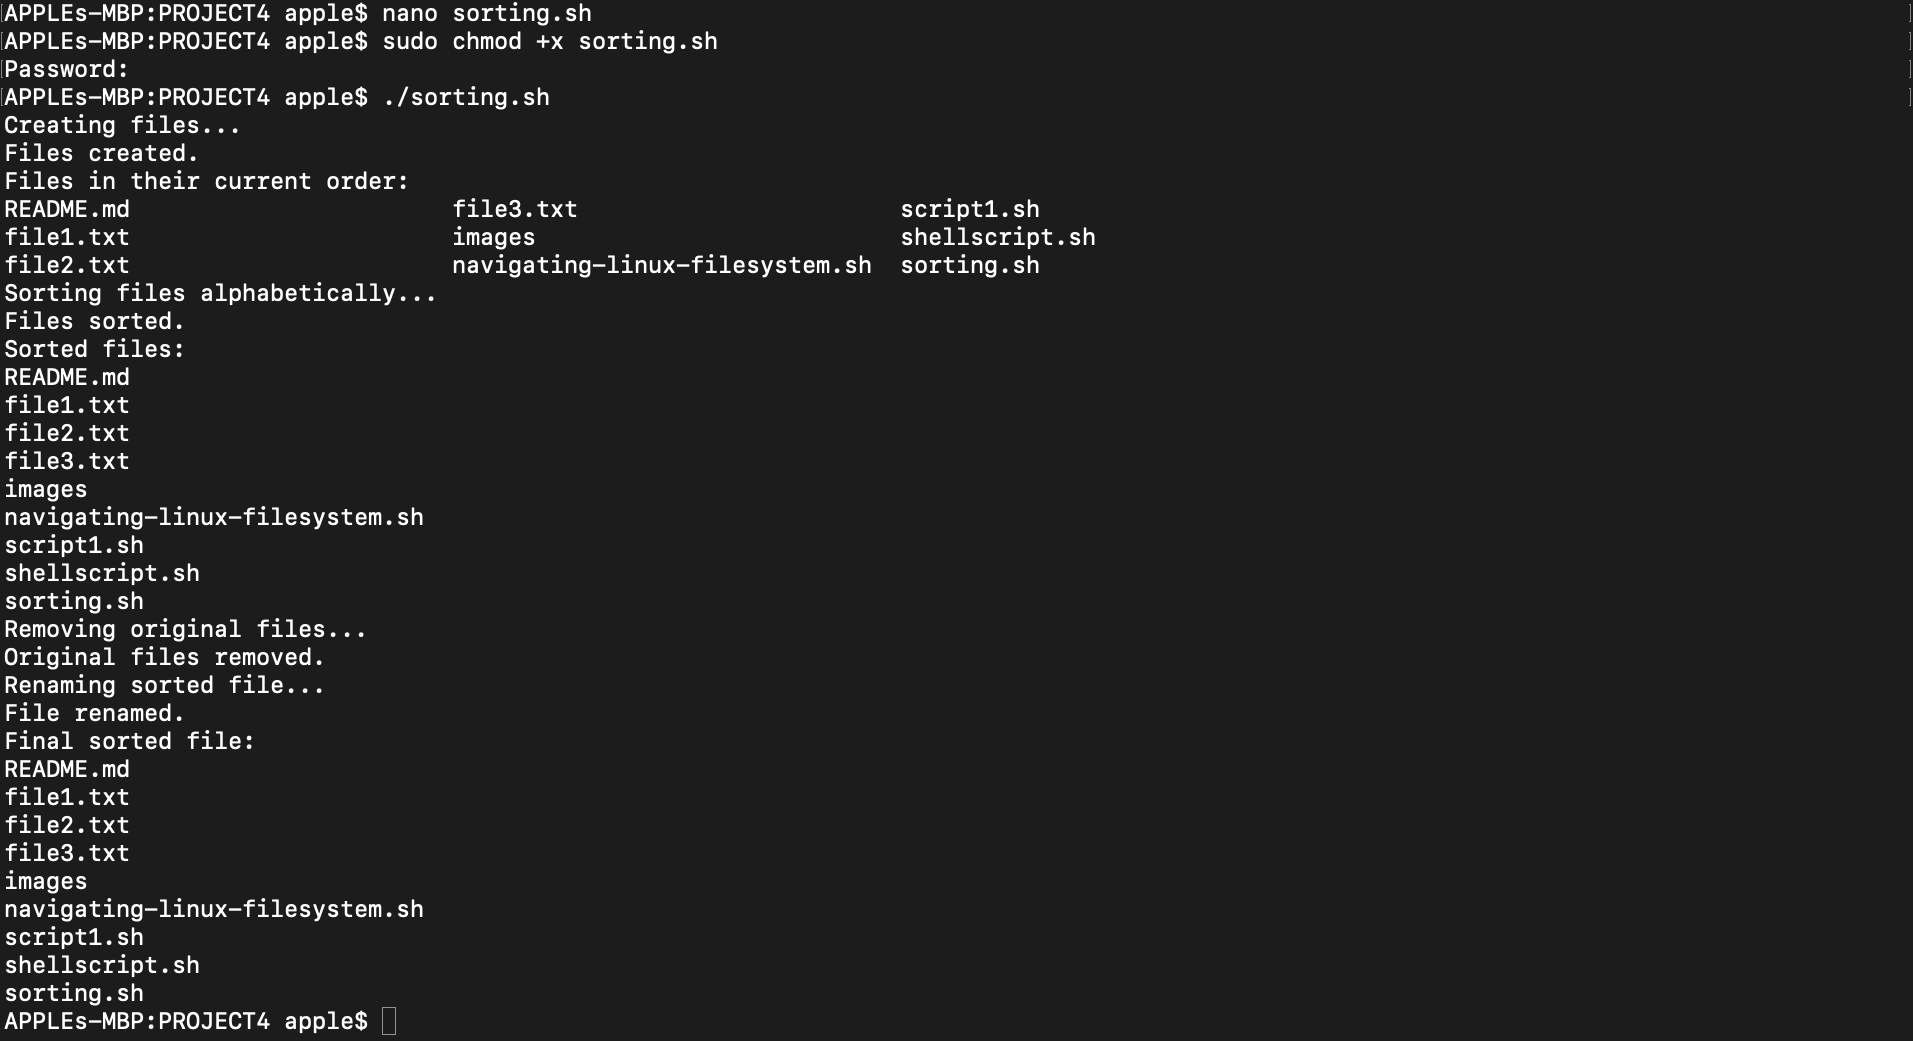 [APPLEs-MBP:PROJECT4 apple$ nano sorting.sh ]
[APPLEs-MBP:PROJECT4 apple$ sudo chmod +x sorting.sh ]
[Password: ]
[APPLEs-MBP:PROJECT4 apple$ ./sorting.sh ]
Creating files...
Files created.
Files in their current order:
README.md file3.txt script1.sh
file1.txt images shellscript.sh
file2.txt navigating-linux-filesystem.sh sorting.sh
Sorting files alphabetically...
Files sorted.
Sorted files:
README.md
file1.txt
file2.txt
file3.txt
images
navigating-linux-filesystem.sh
script1.sh
shellscript.sh
sorting.sh
Removing original files...
Original files removed.
Renaming sorted file...
File renamed.
Final sorted file:
README.md
file1.txt
file2.txt
file3.txt
images
navigating-linux-filesystem.sh
script1.sh
shellscript.sh
sorting.sh
APPLEs-MBP:PROJECT4 apple$